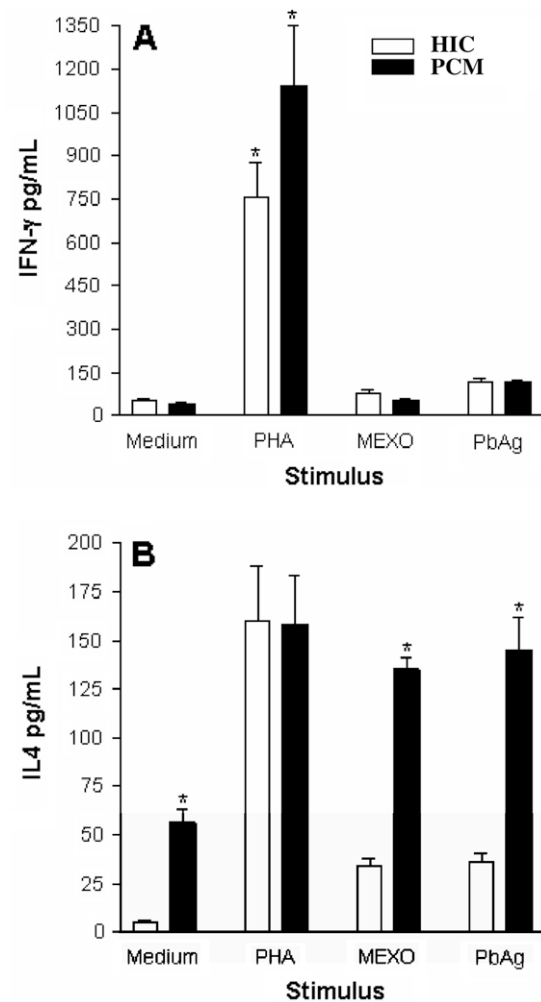 A
HIC
PCM
IFN-γ pg/mL
1350
1200
1050
900
750
600
450
300
150
0
*
*
Medium PHA MEXO PbAg
Stimulus
B
IL4 pg/mL
200
175
150
125
100
75
50
25
0
*
*
*
Medium PHA MEXO PbAg
Stimulus